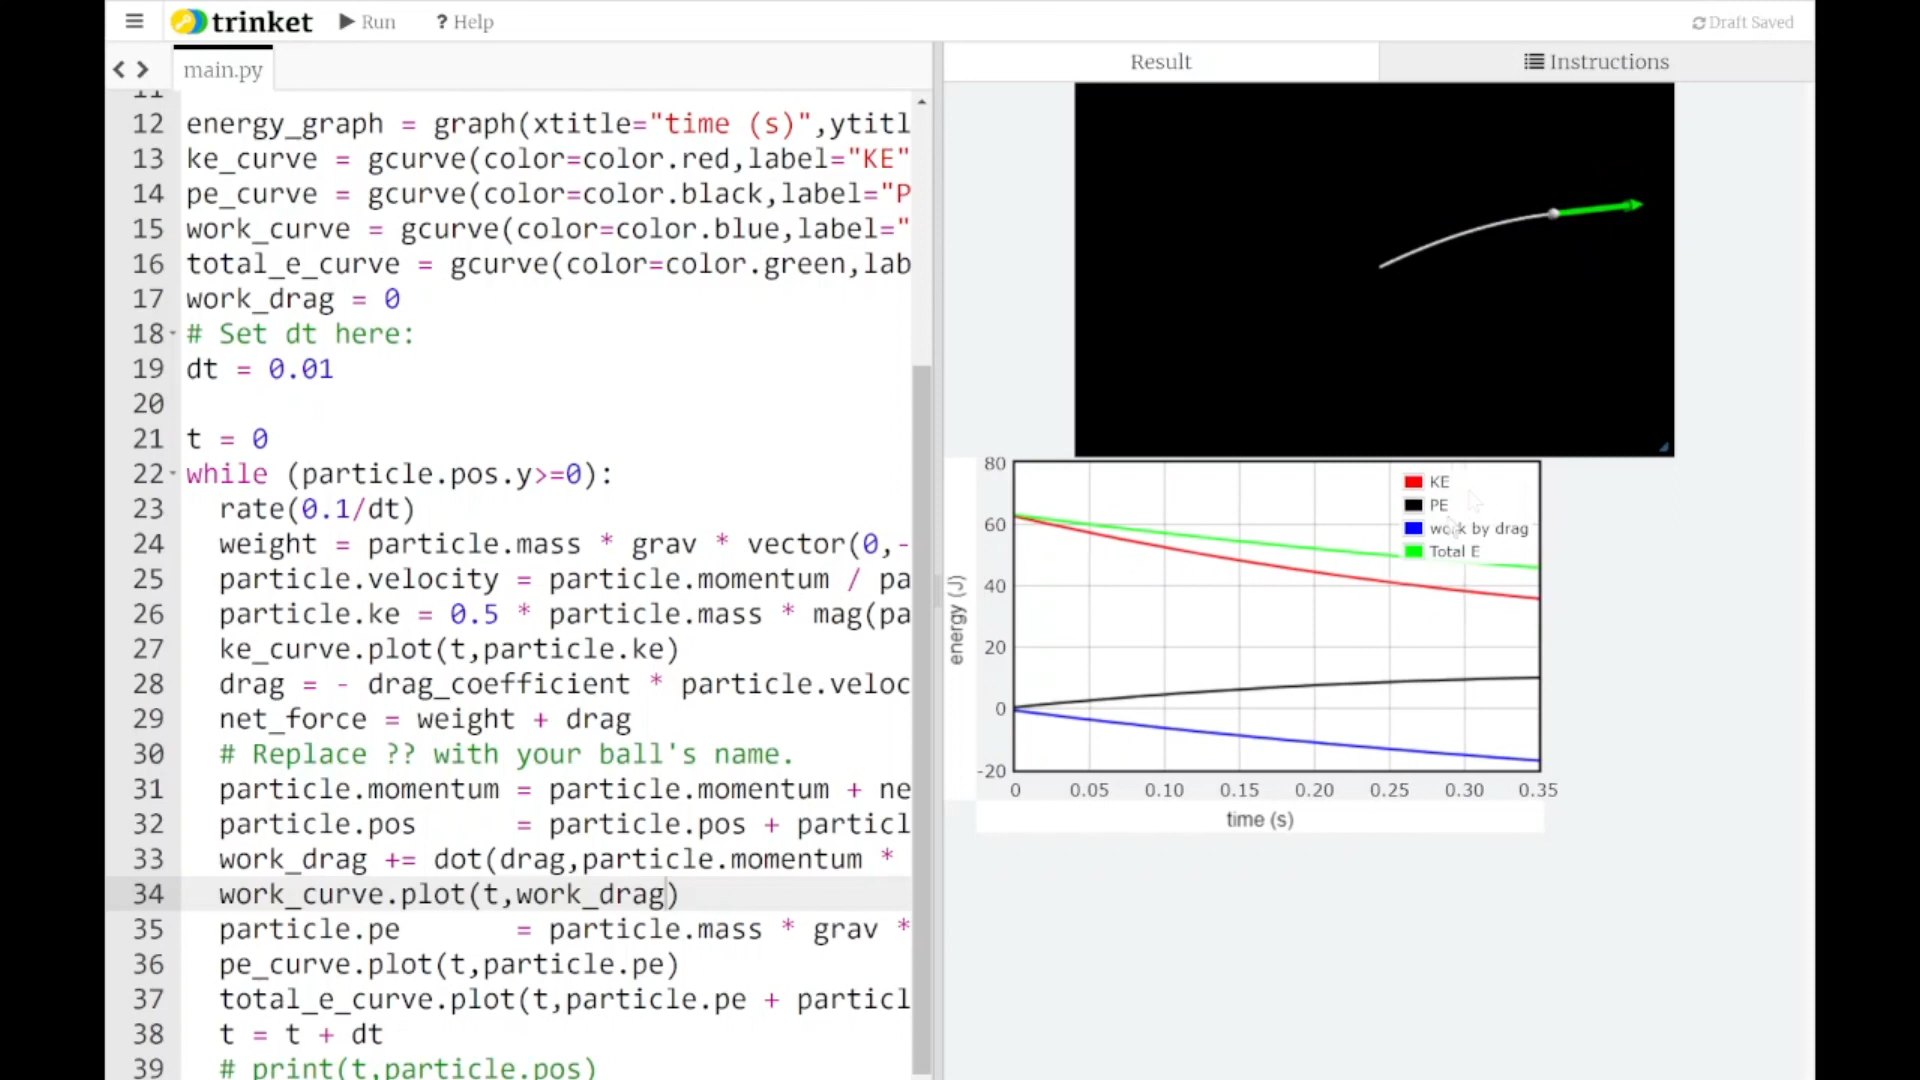 trinket
Run
? Help
Draft Saved
main.py
Result
Instructions
11
12 energy_graph = graph(xtitle="time (s)",ytitl
13 ke_curve = gcurve(color=color.red,label="KE"
14 pe_curve = gcurve(color=color.black,label="P
15 work_curve = gcurve(color=color.blue,label="
16 total_e_curve = gcurve(color=color.green,lab
17 work_drag = 0
18 # Set dt here:
19 dt = 0.01
20
21 t = 0
22 while (particle.pos.y>=0):
23 rate(0.1/dt)
24 weight = particle.mass * grav * vector(0,-
25 particle.velocity = particle.momentum / pa
26 particle.ke = 0.5 * particle.mass * mag(pa
27 ke_curve.plot(t,particle.ke)
28 drag = - drag_coefficient * particle.veloc
29 net_force = weight + drag
30 # Replace ?? with your ball's name.
31 particle.momentum = particle.momentum + ne
32 particle.pos = particle.pos + particl
33 work_drag += dot(drag,particle.momentum *
34 work_curve.plot(t,work_drag)
35 particle.pe = particle.mass * grav *
36 pe_curve.plot(t,particle.pe)
37 total_e_curve.plot(t,particle.pe + particl
38 t = t + dt
39 # print(t,particle.pos)
80
60
40
20
0
-20
energy (J)
KE
PE
work by drag
Total E
0 0.05 0.10 0.15 0.20 0.25 0.30 0.35
time (s)